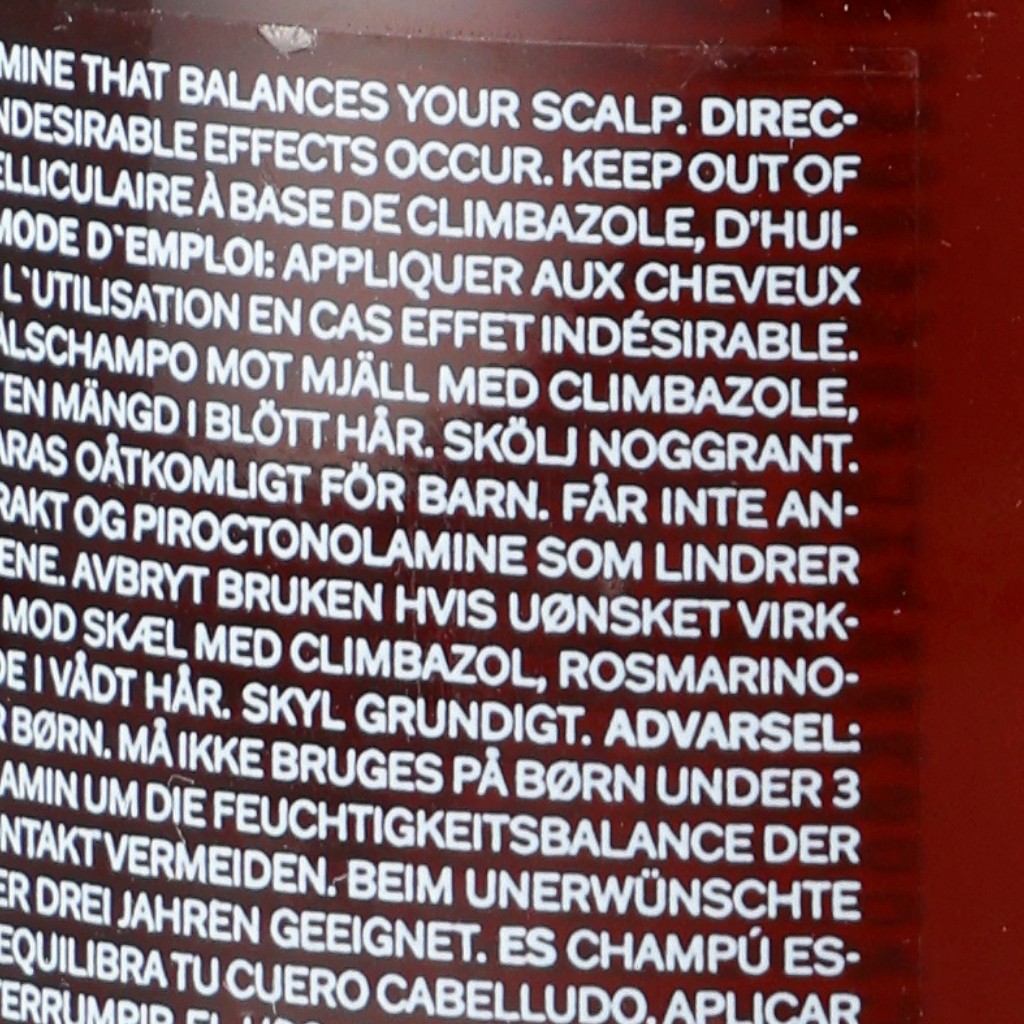 MINE THAT BALANCES YOUR SCALP. DIREC-
NDESIRABLE EFFECTS OCCUR. KEEP OUT OF
ELLICULAIRE À BASE DE CLIMBAZOLE, D'HUI-
MODE D`EMPLOI: APPLIQUER AUX CHEVEUX
L`UTILISATION EN CAS EFFET INDÉSIRABLE.
ÄLSCHAMPO MOT MJÄLL MED CLIMBAZOLE,
TEN MÄNGD I BLÖTT HÅR. SKÖLJ NOGGRANT.
ARAS OÅTKOMLIGT FÖR BARN. FÅR INTE AN-
RAKT OG PIROCTONOLAMINE SOM LINDRER
ENE. AVBRYT BRUKEN HVIS UØNSKET VIRK-
MOD SKÆL MED CLIMBAZOL, ROSMARINO-
DE I VÅDT HÅR. SKYL GRUNDIGT. ADVARSEL:
R BØRN. MÅ IKKE BRUGES PÅ BØRN UNDER 3
AMIN UM DIE FEUCHTIGKEITSBALANCE DER
ONTAKT VERMEIDEN. BEIM UNERWÜNSCHTE
ER DREI JAHREN GEEIGNET. ES CHAMPÚ ES-
EQUILIBRA TU CUERO CABELLUDO. APLICAR
TERRUMPIR EL